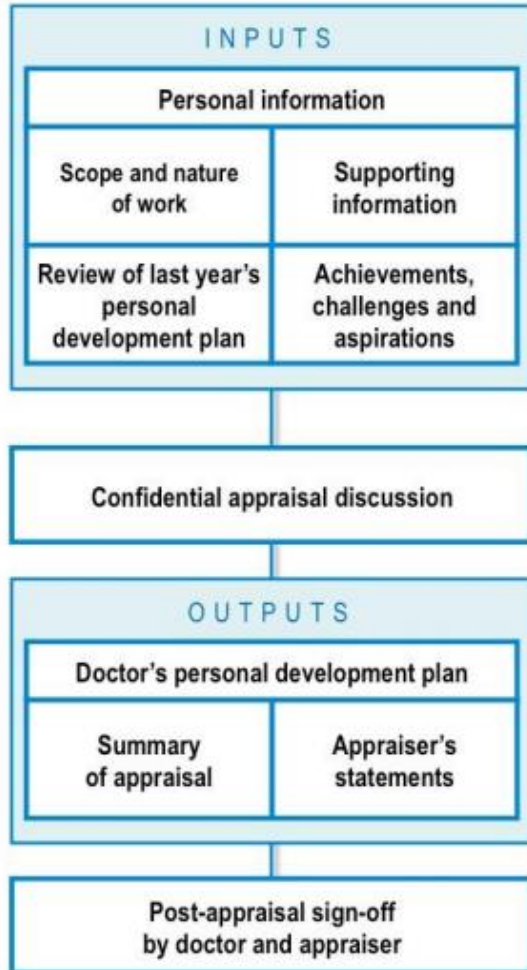 INPUTS
Personal information
Scope and nature
of work
Supporting
information
Review of last year's
personal
development plan
Achievements,
challenges and
aspirations
Confidential appraisal discussion
OUTPUTS
Doctor's personal development plan
Summary
of appraisal
Appraiser's
statements
Post-appraisal sign-off
by doctor and appraiser